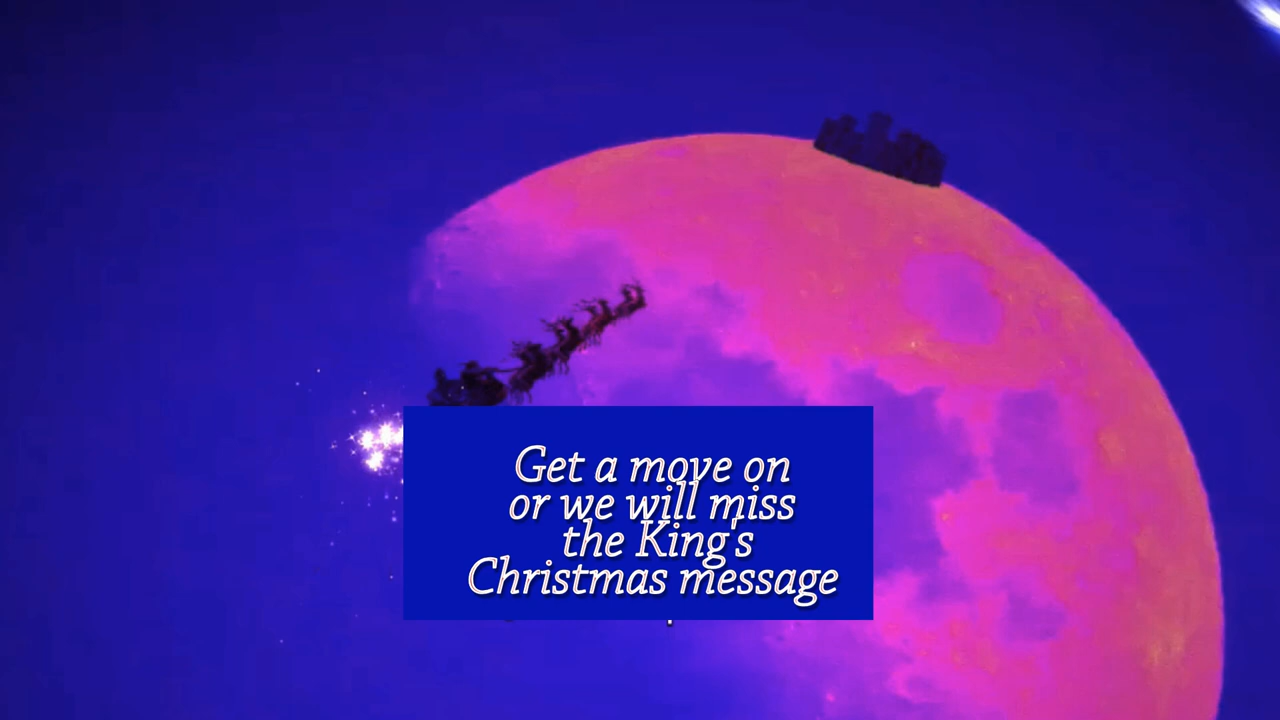 Get a move on
or we will miss
the King's
Christmas message
.